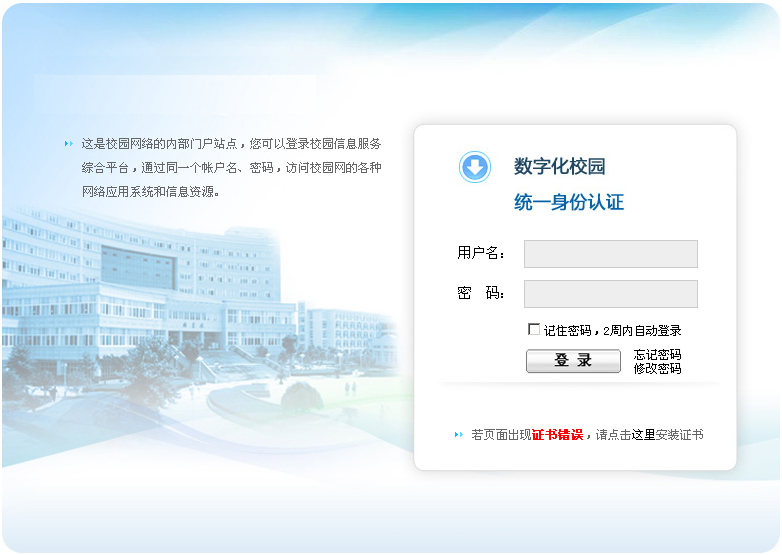 这是校园网络的内部门户站点，您可以登录校园信息服务
综合平台，通过同一个帐户名、密码，访问校园网的各种
网络应用系统和信息资源。
数字化校园
统一身份认证
用户名：
密　码：
记住密码，2周内自动登录
登 录
忘记密码
修改密码
若页面出现证书错误，请点击这里安装证书